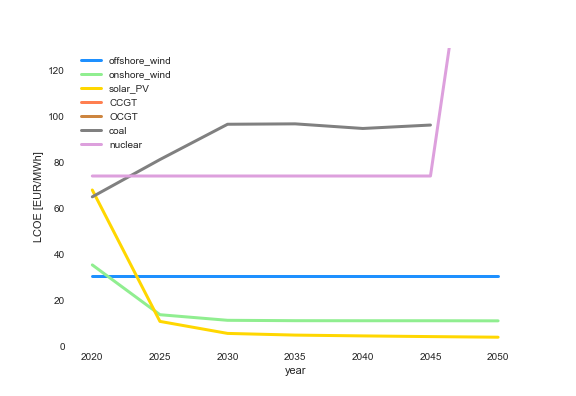 offshore_wind
onshore_wind
solar_PV
CCGT
OCGT
coal
nuclear
LCOE [EUR/MWh]
120
100
80
60
40
20
0
2020 2025 2030 2035 2040 2045 2050
year